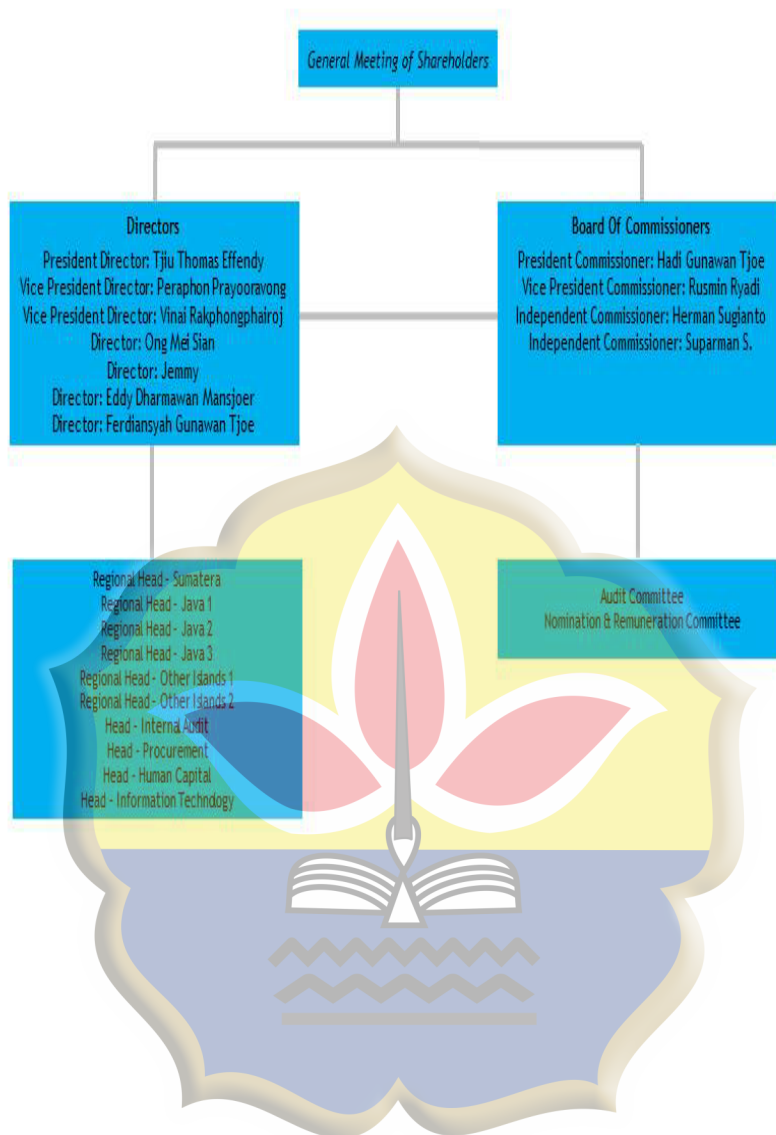 General Meeting of Shareholders
Directors
President Director: Tjiu Thomas Effendy
Vice President Director: Peraphon Prayooravong
Vice President Director: Vinai Rakphongphairoj
Director: Ong Mei Sian
Director: Jemmy
Director: Eddy Dharmawan Mansjoer
Director: Ferdiansyah Gunawan Tjoe
Board Of Commissioners
President Commissioner: Hadi Gunawan Tjoe
Vice President Commissioner: Rusmin Ryadi
Independent Commissioner: Herman Sugianto
Independent Commissioner: Suparman S.
Regional Head - Sumatera
Regional Head - Java 1
Regional Head - Java 2
Regional Head - Java 3
Regional Head - Other Islands 1
Regional Head - Other Islands 2
Head - Internal Audit
Head - Procurement
Head - Human Capital
Head - Information Technology
Audit Committee
Nomination & Remuneration Committee